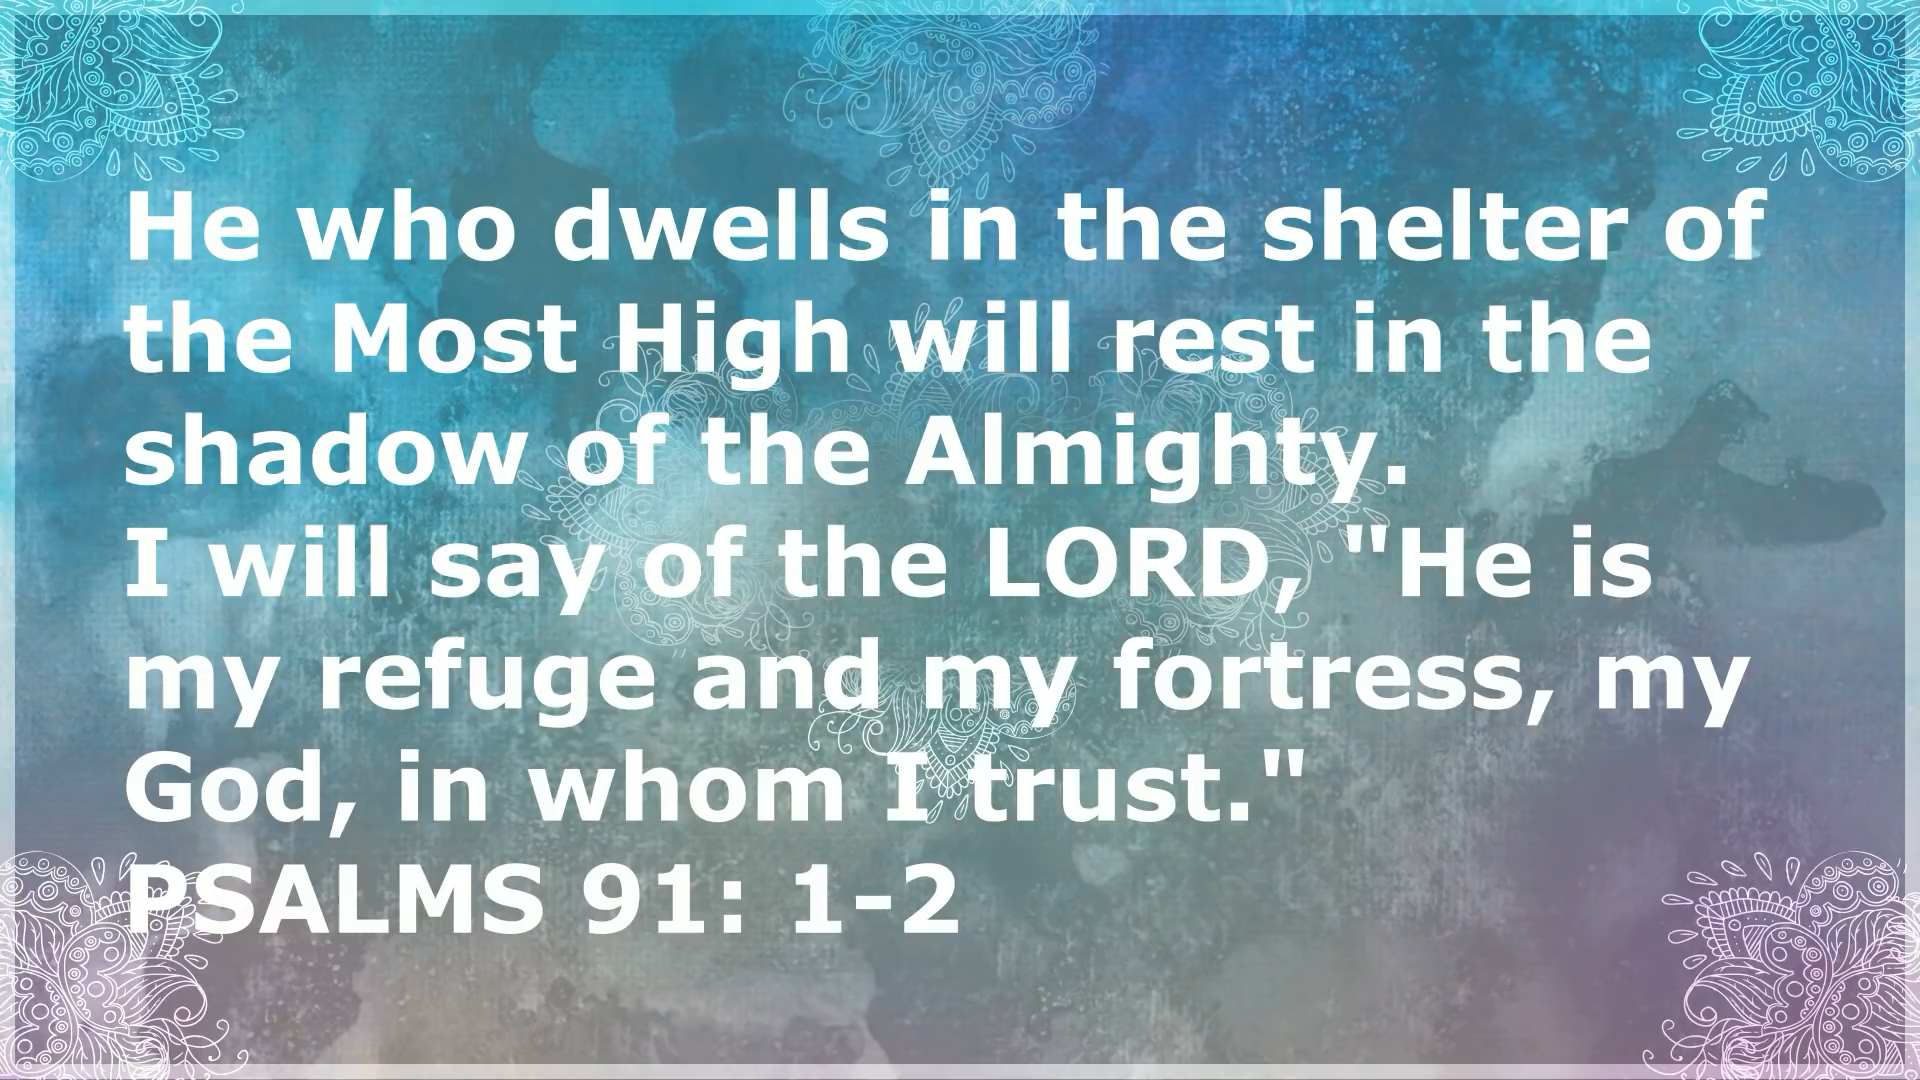 He who dwells in the shelter of
the Most High will rest in the
shadow of the Almighty.
I will say of the LORD, "He is
my refuge and my fortress, my
God, in whom I trust."
PSALMS 91: 1-2